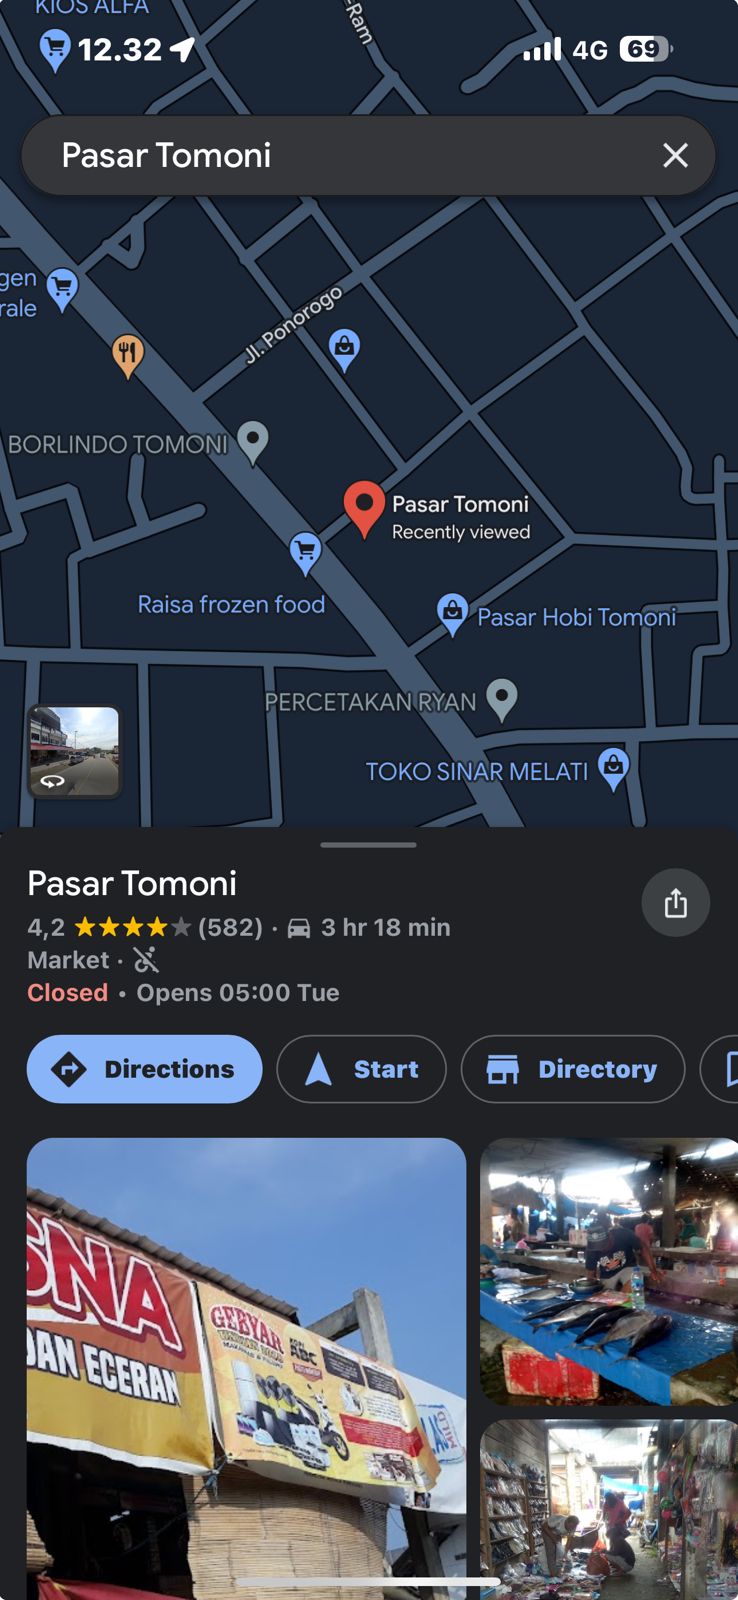 KIOS ALFA
-Ram
12.32
4G 69
Pasar Tomoni
gen
rale
Jl. Ponorogo
BORLINDO TOMONI
Pasar Tomoni
Recently viewed
Raisa frozen food
Pasar Hobi Tomoni
PERCETAKAN RYAN
TOKO SINAR MELATI
Pasar Tomoni
4,2 (582) · 3 hr 18 min
Market ·
Closed • Opens 05:00 Tue
Directions
Start
Directory
SNA
DAN ECERAN
GEBYAR
ABC